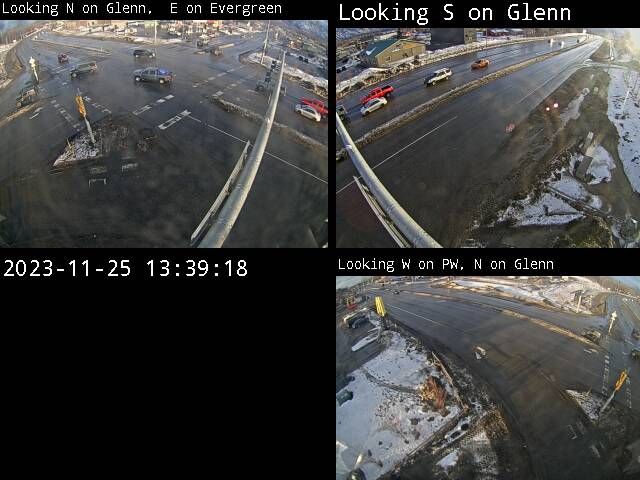 Looking N on Glenn, E on Evergreen
Looking S on Glenn
2023-11-25 13:39:18
Looking W on PW, N on Glenn